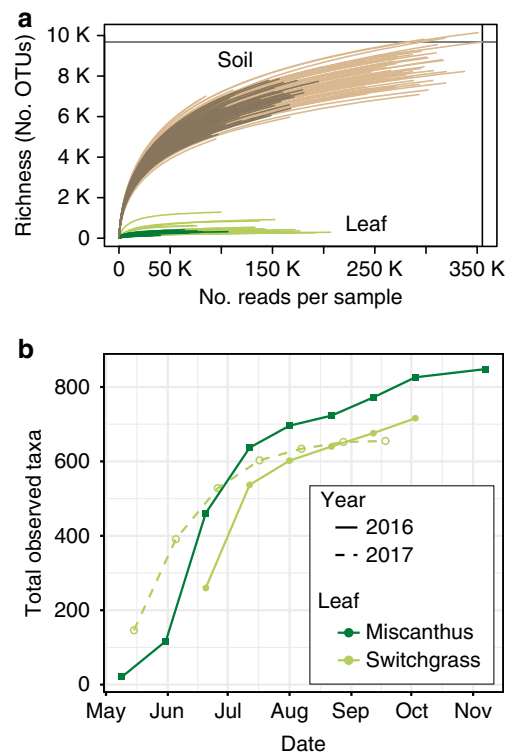 a
Richness (No. OTUs)
10 K
8 K
6 K
4 K
2 K
0
Soil
Leaf
0 50 K 150 K 250 K 350 K
No. reads per sample
b
Total observed taxa
800
600
400
200
0
Year
2016
2017
Leaf
Miscanthus
Switchgrass
May Jun Jul Aug Sep Oct Nov
Date